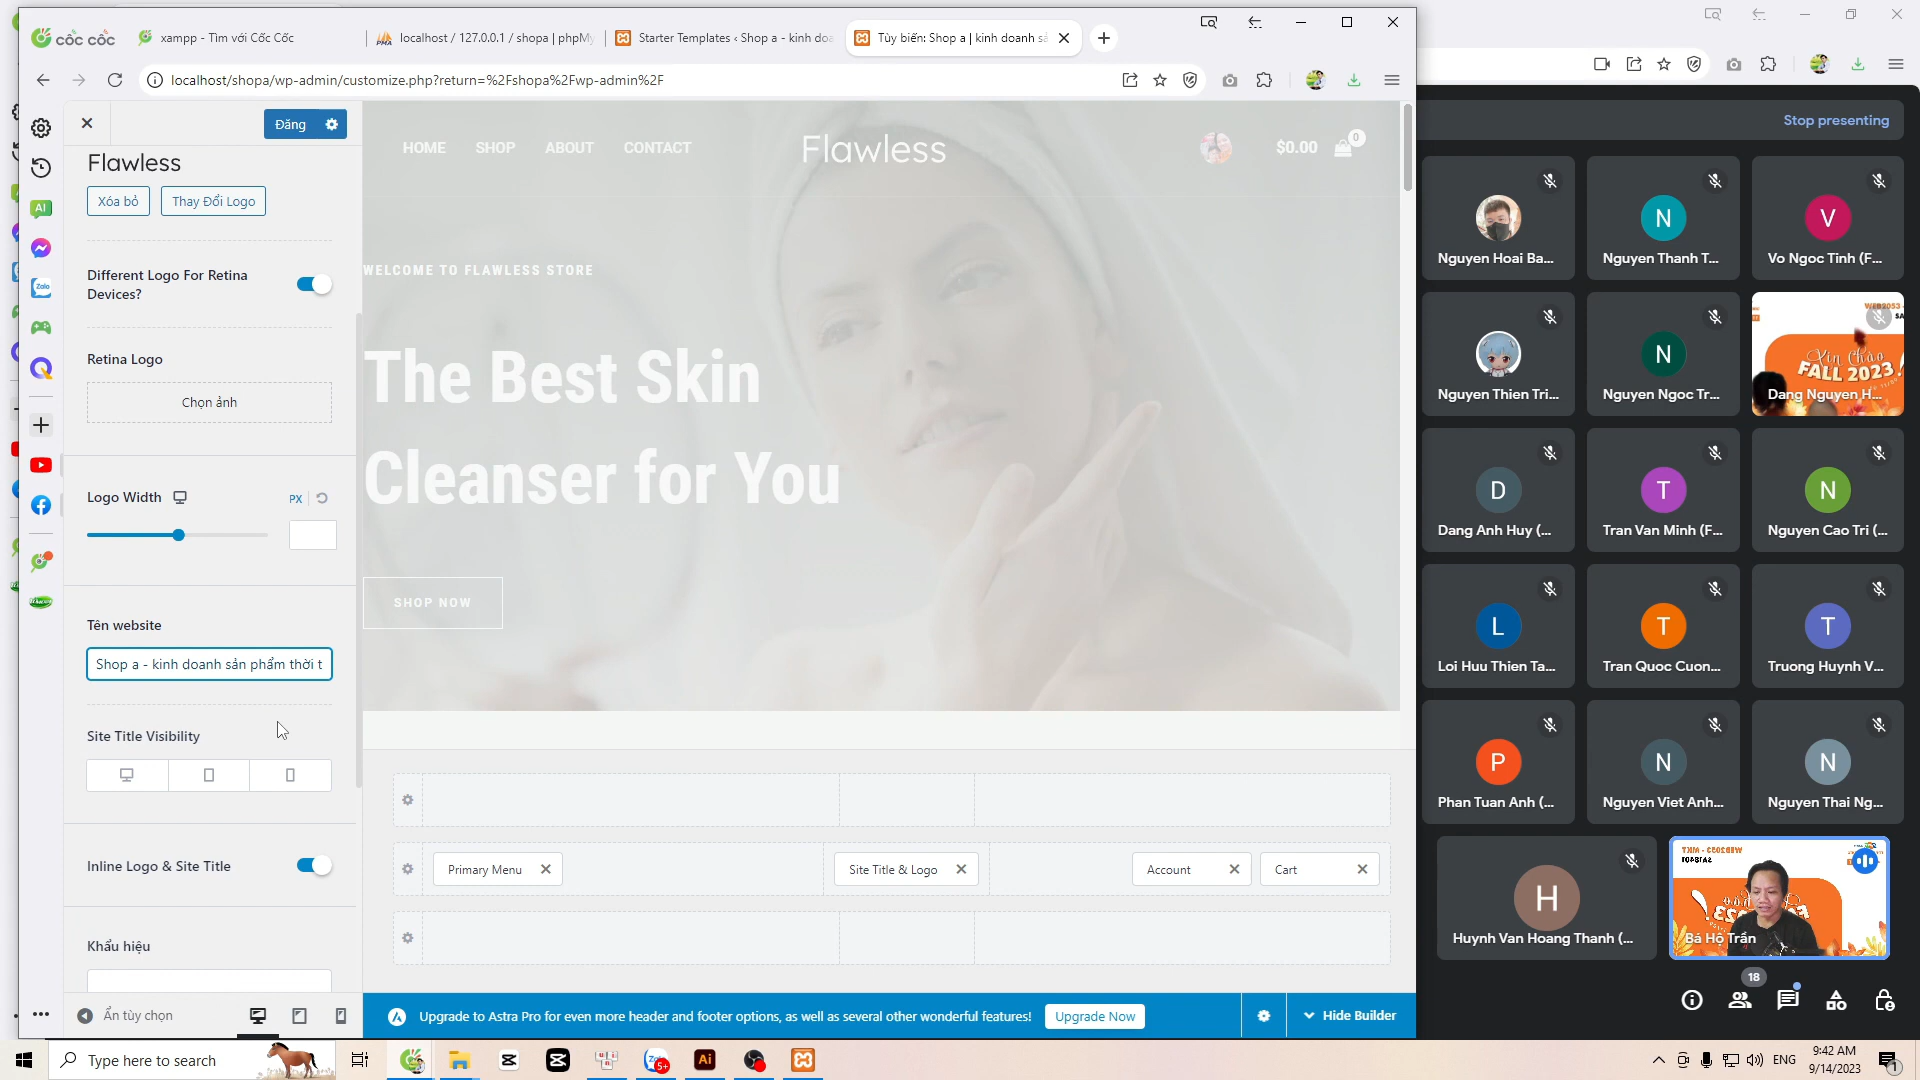 cốc cốc
xampp - Tìm với Cốc Cốc
localhost / 127.0.0.1 / shopa | phpMy
Starter Templates ‹ Shop a - kinh doa
Tùy biến: Shop a | kinh doanh sả
localhost/shopa/wp-admin/customize.php?return=%2Fshopa%2Fwp-admin%2F
Đăng
Flawless
Xóa bỏ
Thay Đổi Logo
Different Logo For Retina
Devices?
Retina Logo
Chọn ảnh
Logo Width
PX
Tên website
Shop a - kinh doanh sản phẩm thời t
Site Title Visibility
Inline Logo & Site Title
Khẩu hiệu
Ẩn tùy chọn
HOME
SHOP
ABOUT
CONTACT
Flawless
$0.00
0
WELCOME TO FLAWLESS STORE
The Best Skin
Cleanser for You
SHOP NOW
Primary Menu
Site Title & Logo
Account
Cart
Upgrade to Astra Pro for even more header and footer options, as well as several other wonderful features!
Upgrade Now
Hide Builder
Stop presenting
Nguyen Hoai Ba...
N
Nguyen Thanh T...
V
Vo Ngoc Tinh (F...
Nguyen Thien Tri...
N
Nguyen Ngoc Tr...
Xin chào
FALL 2023!
Dang Nguyen H...
D
Dang Anh Huy (...
T
Tran Van Minh (F...
N
Nguyen Cao Tri (...
L
Loi Huu Thien Ta...
T
Tran Quoc Cuon...
T
Truong Huynh V...
P
Phan Tuan Anh (...
N
Nguyen Viet Anh...
N
Nguyen Thai Ng...
H
Huynh Van Hoang Thanh (...
Bá Hộ Trần
18
AI
Zalo
Type here to search
5+
Ai
ENG
9:42 AM
9/14/2023
1